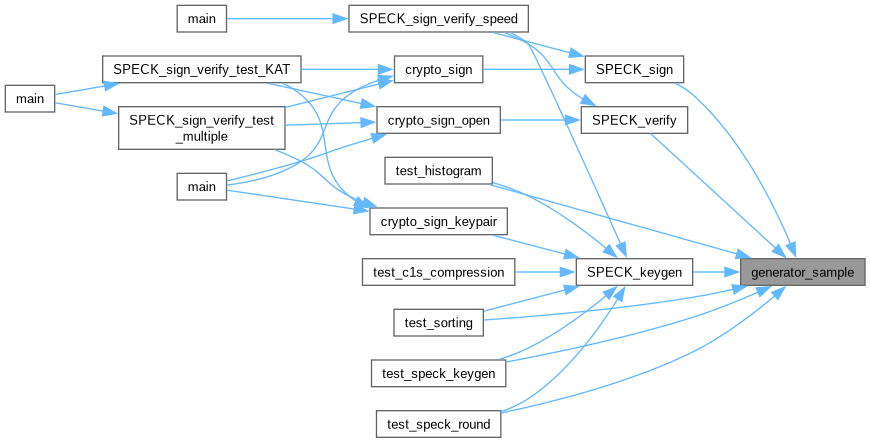 main
SPECK_sign_verify_speed
SPECK_sign_verify_test_KAT
crypto_sign
SPECK_sign
main
SPECK_sign_verify_test
_multiple
crypto_sign_open
SPECK_verify
test_histogram
main
crypto_sign_keypair
test_c1s_compression
SPECK_keygen
generator_sample
test_sorting
test_speck_keygen
test_speck_round